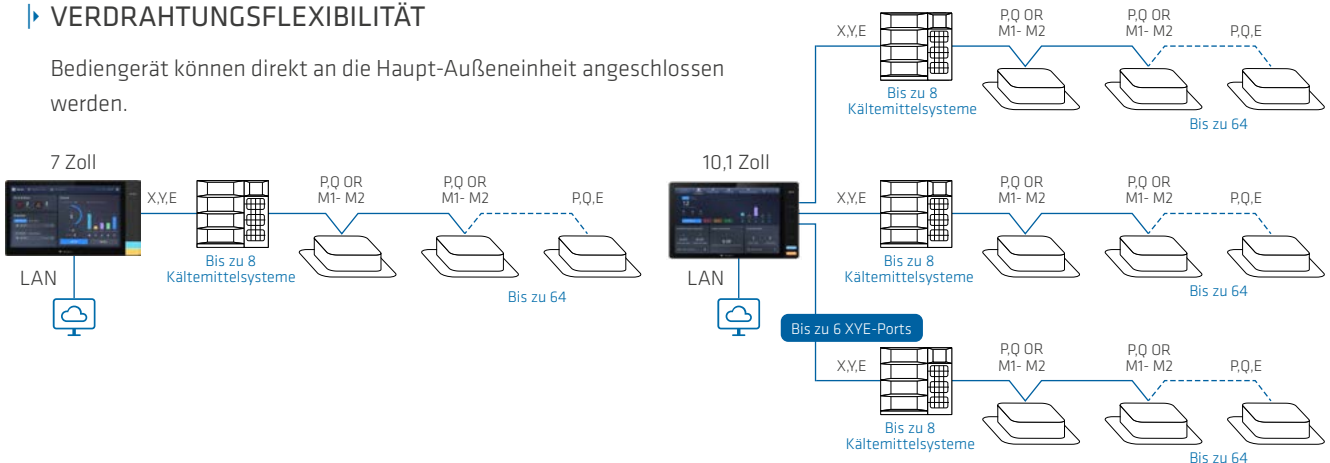 VERDRAHTUNGSFLEXIBILITÄT
Bediengerät können direkt an die Haupt-Außeneinheit angeschlossen
werden.
7 Zoll
X,Y,E
P,Q OR
M1- M2
P,Q OR
M1- M2
P,Q,E
LAN
Bis zu 8
Kältemittelsysteme
Bis zu 64
10,1 Zoll
LAN
Bis zu 6 XYE-Ports
X,Y,E
P,Q OR
M1- M2
P,Q OR
M1- M2
P,Q,E
Bis zu 8
Kältemittelsysteme
Bis zu 64
X,Y,E
P,Q OR
M1- M2
P,Q OR
M1- M2
P,Q,E
Bis zu 8
Kältemittelsysteme
Bis zu 64
X,Y,E
P,Q OR
M1- M2
P,Q OR
M1- M2
P,Q,E
Bis zu 8
Kältemittelsysteme
Bis zu 64